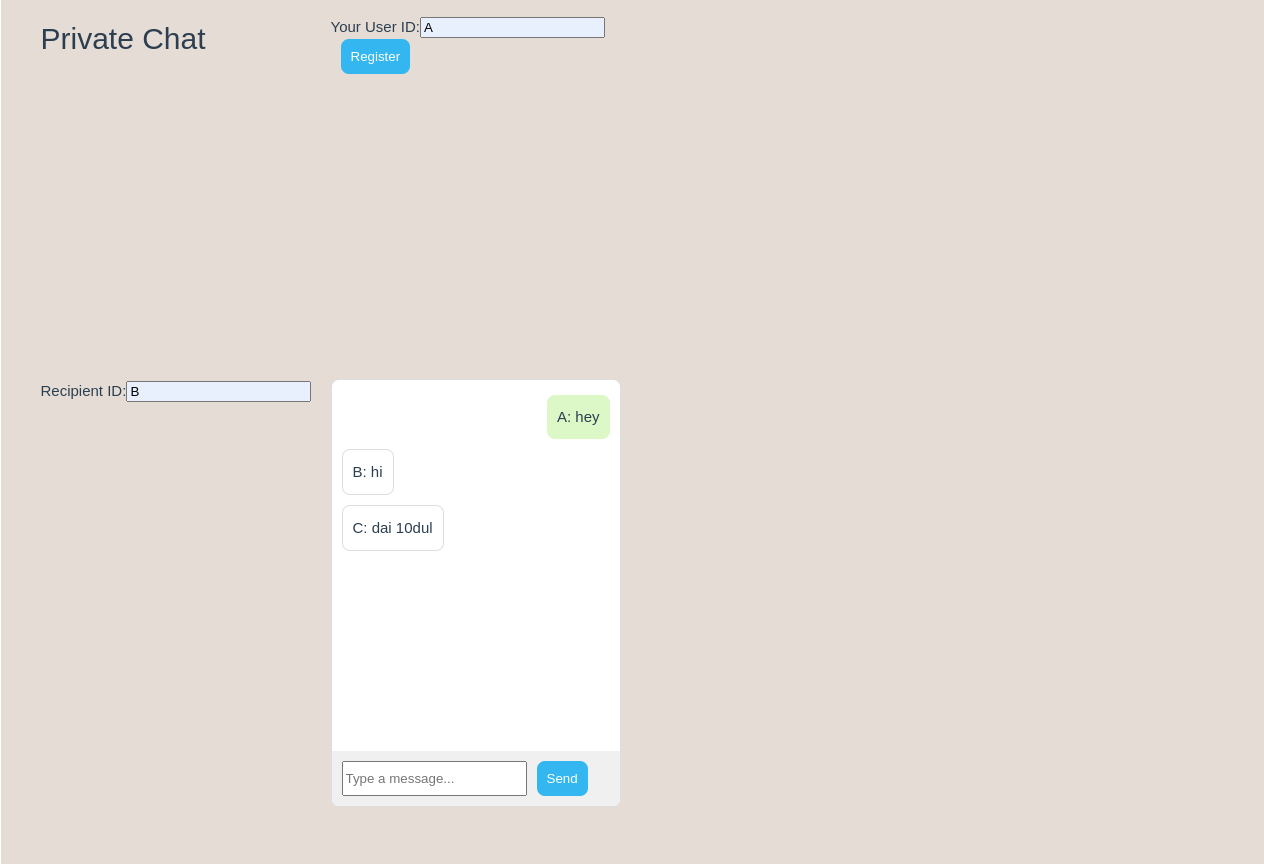 Private Chat
Your User ID: A
Register
Recipient ID: B
A: hey
B: hi
C: dai 10dul
Type a message...
Send